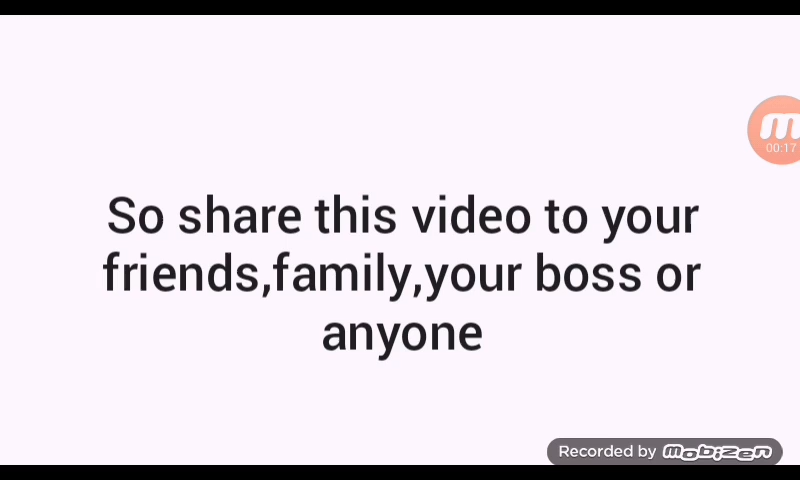 m
00:17
So share this video to your
friends,family,your boss or
anyone
Recorded by mobizen